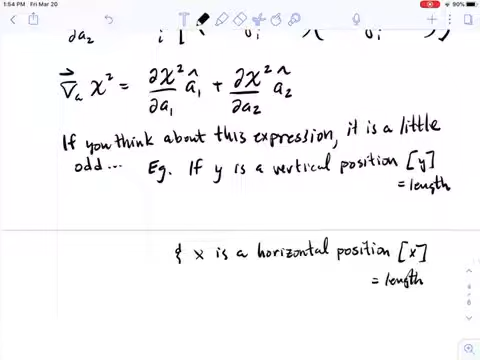 1:54 PM Fri Mar 20
90%
∂a₂ i [
∇⃗ₐ χ² = ∂χ²/∂a₁ â₁ + ∂χ²/∂a₂ â₂
If you think about this expression, it is a little
odd... Eg. If y is a vertical position [y]
= length
{ x is a horizontal position [x]
= length